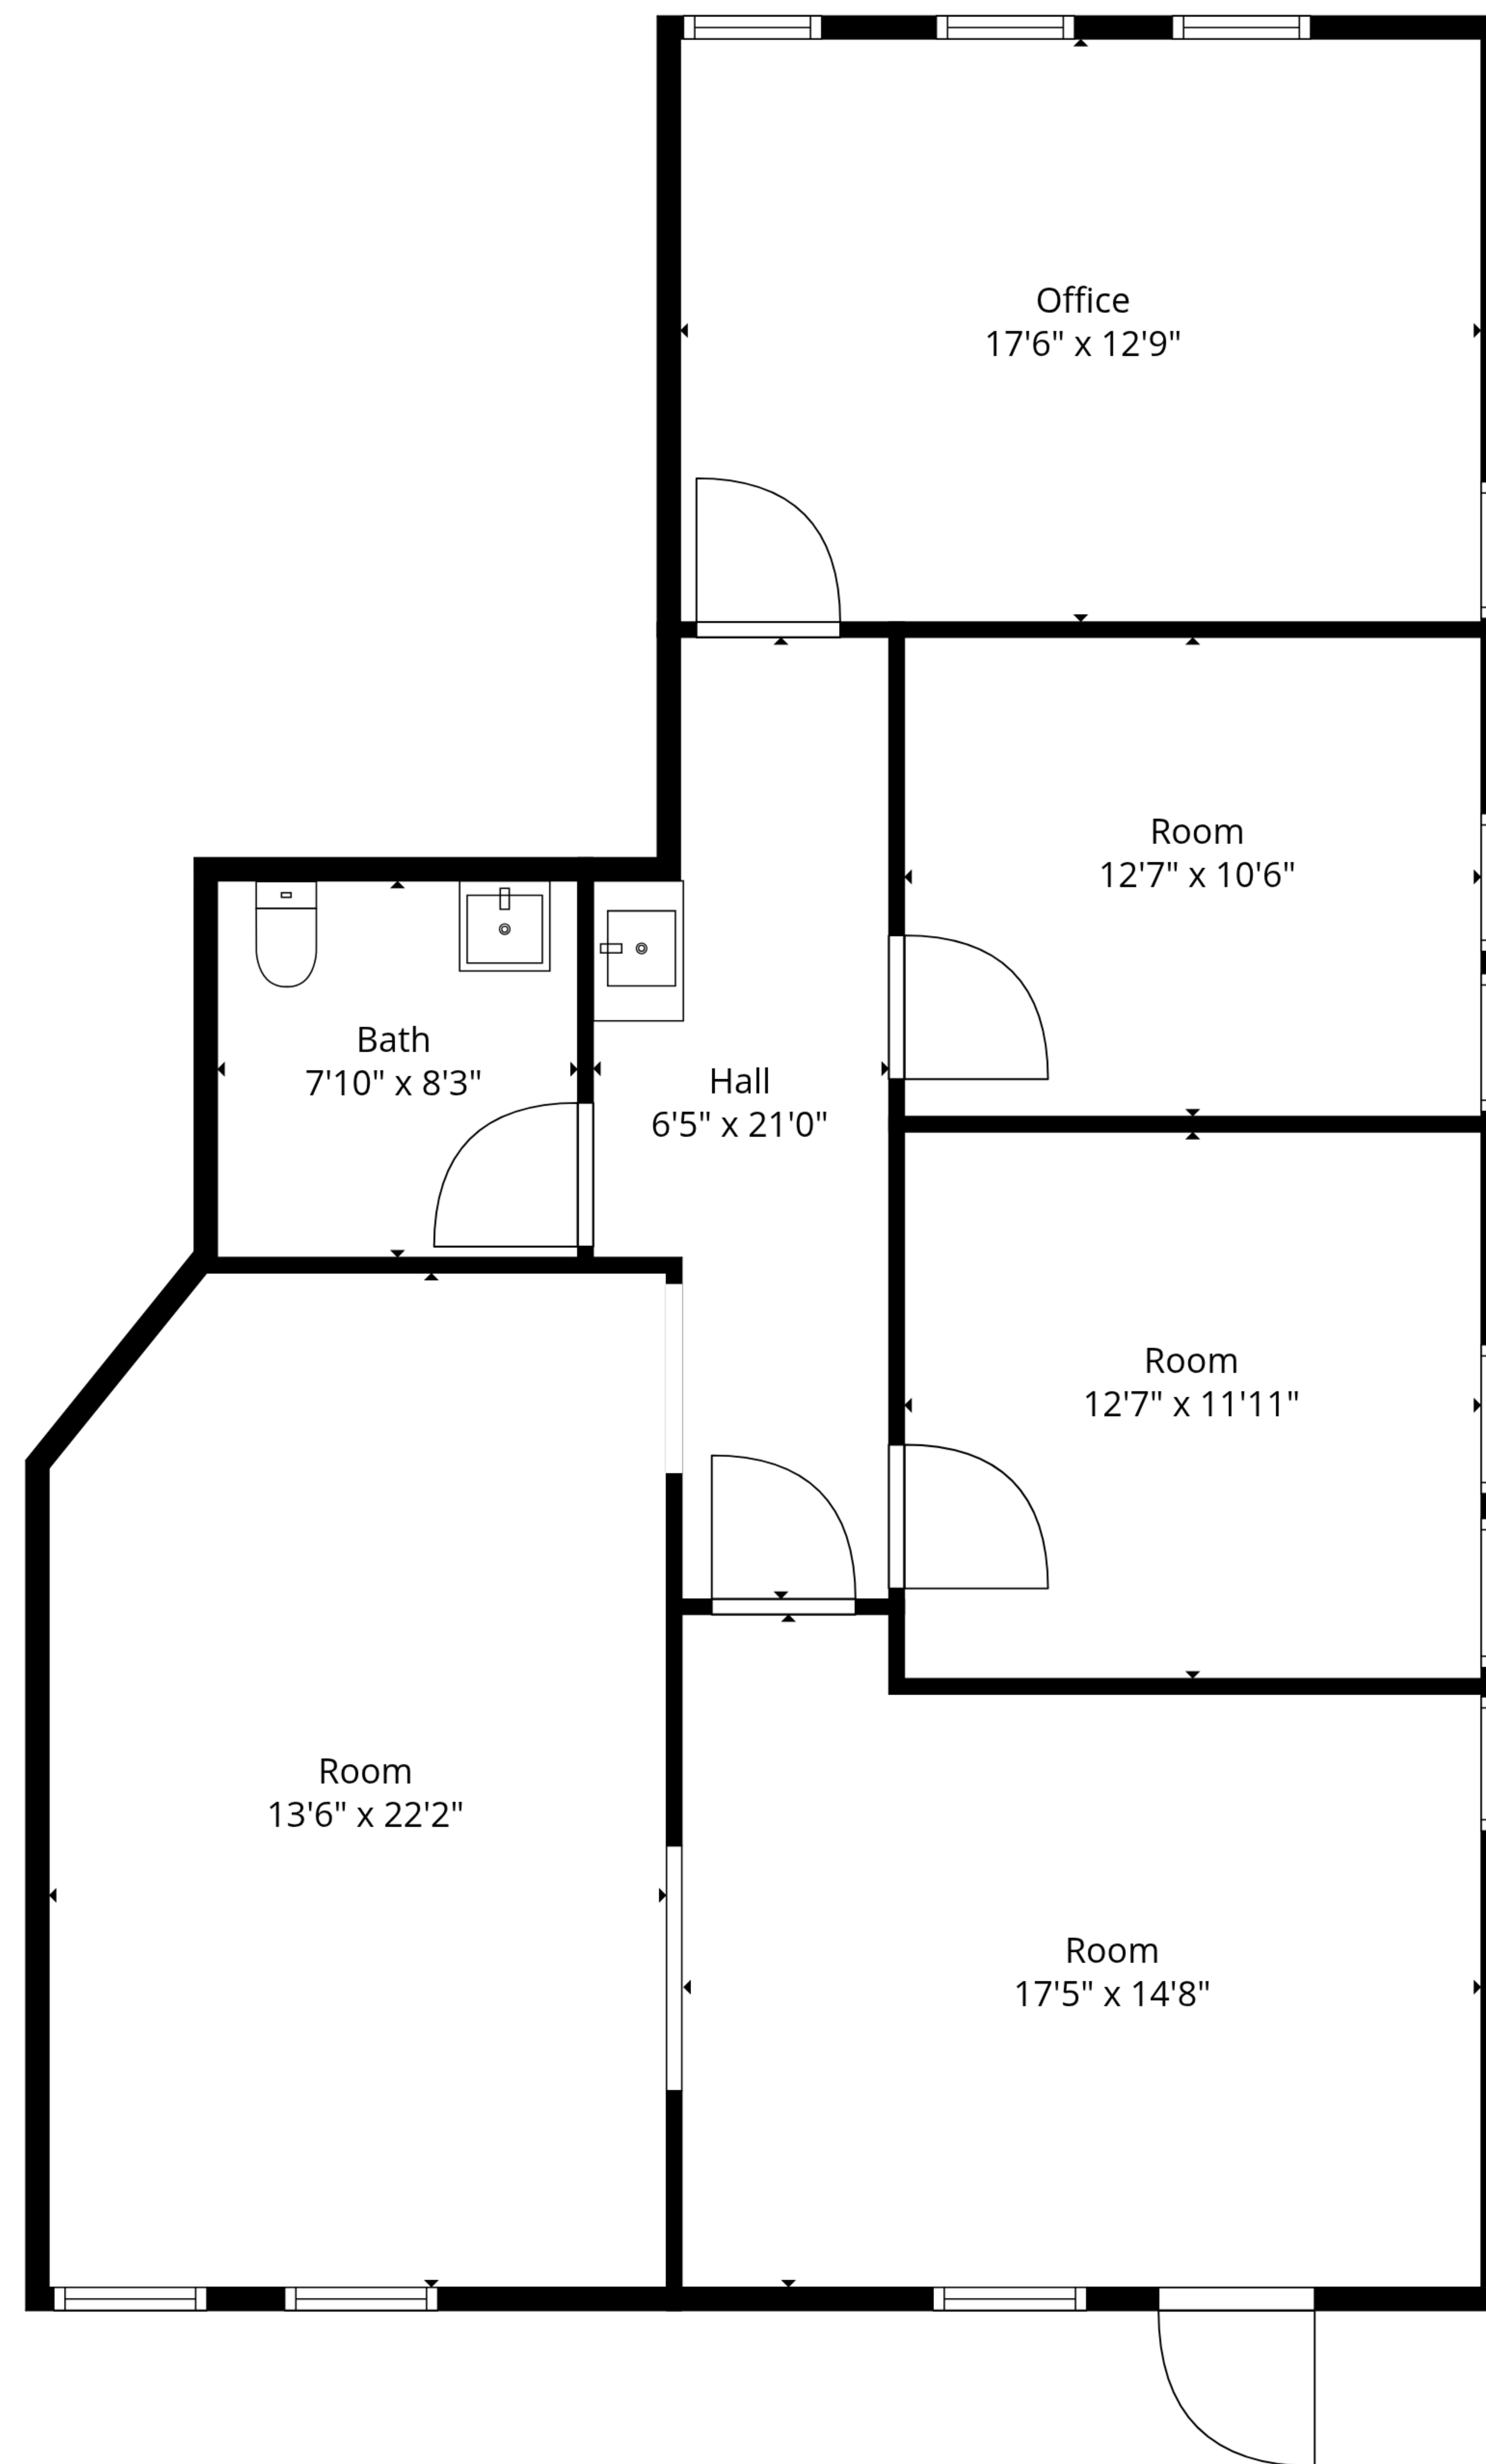 Office
17'6" x 12'9"
Room
12'7" x 10'6"
Bath
7'10" x 8'3"
Hall
6'5" x 21'0"
Room
12'7" x 11'11"
Room
13'6" x 22'2"
Room
17'5" x 14'8"